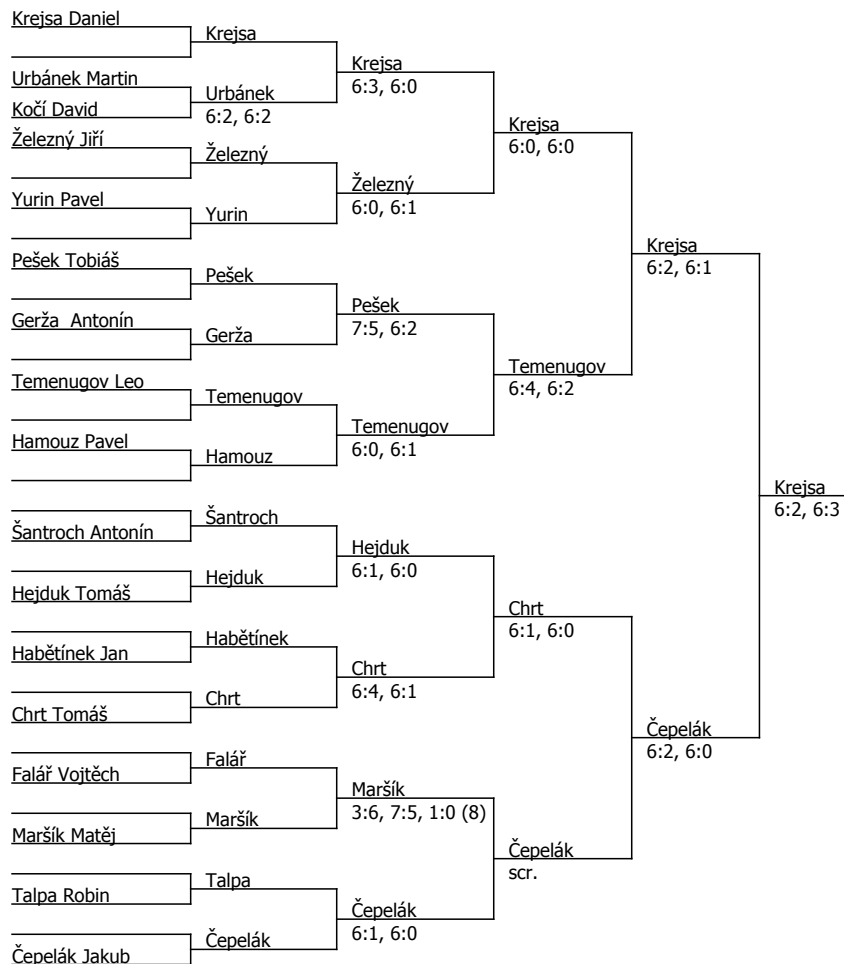 Krejsa Daniel
Urbánek Martin
Kočí David
Železný Jiří
Yurin Pavel
Pešek Tobiáš
Gerža  Antonín
Temenugov Leo
Hamouz Pavel
Šantroch Antonín
Hejduk Tomáš
Habětínek Jan
Chrt Tomáš
Falář Vojtěch
Maršík Matěj
Talpa Robin
Čepelák Jakub
Krejsa
Urbánek
6:2, 6:2
Železný
Yurin
Pešek
Gerža
Temenugov
Hamouz
Šantroch
Hejduk
Habětínek
Chrt
Falář
Maršík
Talpa
Čepelák
Krejsa
6:3, 6:0
Železný
6:0, 6:1
Pešek
7:5, 6:2
Temenugov
6:0, 6:1
Hejduk
6:1, 6:0
Chrt
6:4, 6:1
Maršík
3:6, 7:5, 1:0 (8)
Čepelák
6:1, 6:0
Krejsa
6:0, 6:0
Temenugov
6:4, 6:2
Chrt
6:1, 6:0
Čepelák
scr.
Krejsa
6:2, 6:1
Čepelák
6:2, 6:0
Krejsa
6:2, 6:3